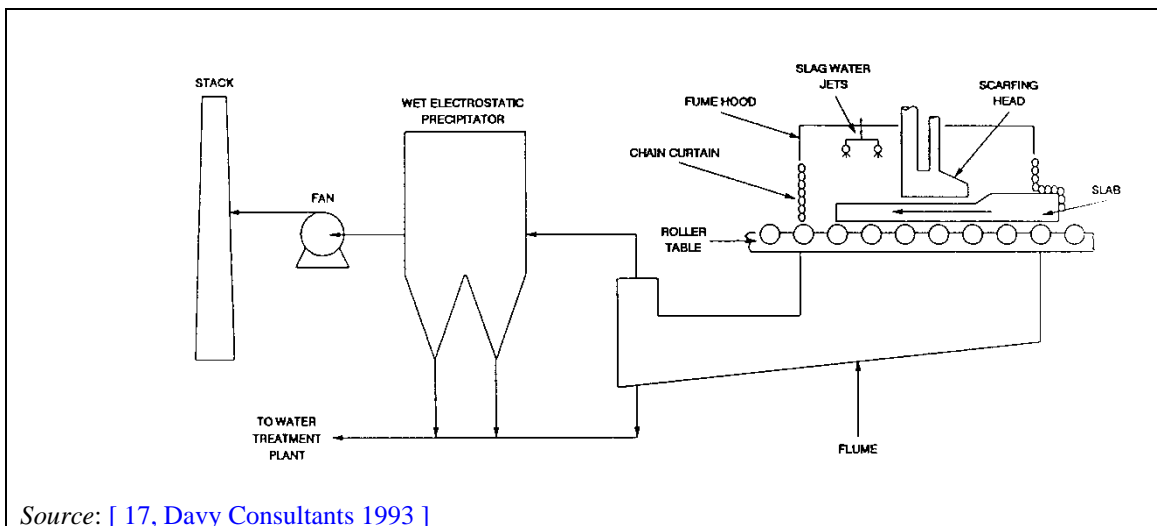 STACK
WET ELECTROSTATIC
PRECIPITATOR
FAN
SLAG WATER
JETS
SCARFING
HEAD
FUME HOOD
CHAIN CURTAIN
SLAB
ROLLER
TABLE
TO WATER
TREATMENT
PLANT
FLUME
Source: [ 17, Davy Consultants 1993 ]